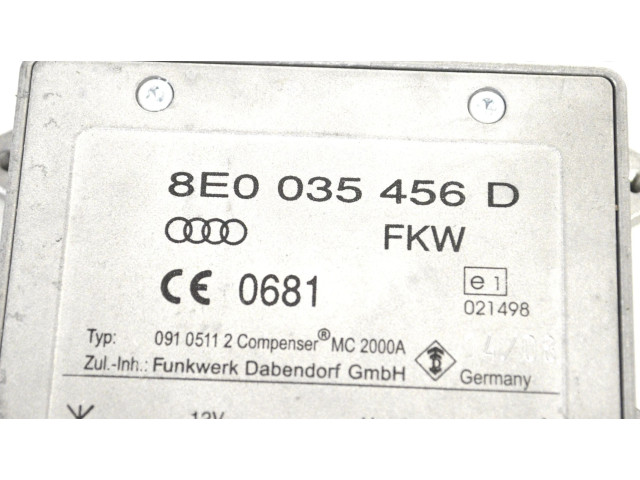 8E0 035 456 D
FKW
CE 0681
e1
021498
Typ: 091 0511 2 Compenser® MC 2000A
Zul.-Inh.: Funkwerk Dabendorf GmbH
Germany
12V